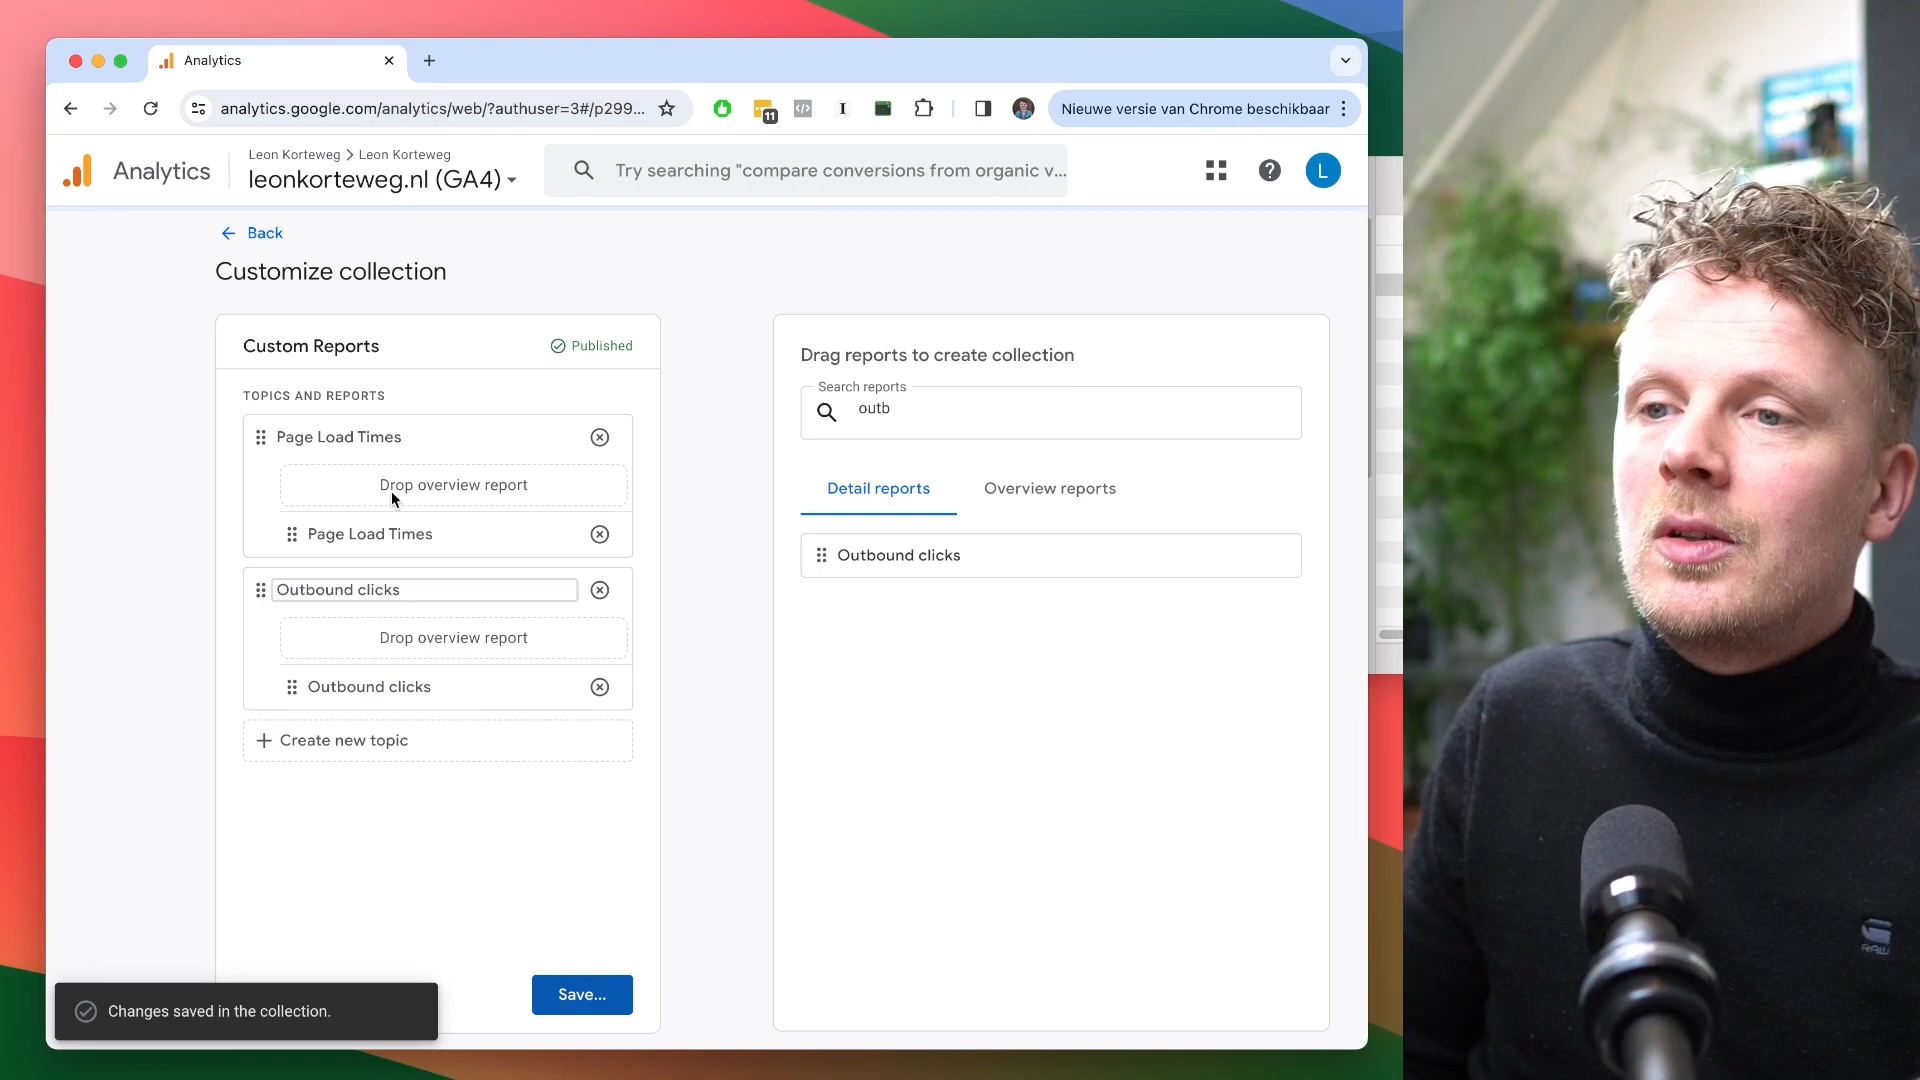 Analytics
analytics.google.com/analytics/web/?authuser=3#/p299...
11
I
Nieuwe versie van Chrome beschikbaar
Analytics
Leon Korteweg > Leon Korteweg
leonkorteweg.nl (GA4)
Try searching "compare conversions from organic v...
L
Back
Customize collection
Custom Reports
Published
TOPICS AND REPORTS
Page Load Times
Drop overview report
Page Load Times
Outbound clicks
Drop overview report
Outbound clicks
+ Create new topic
Save...
Changes saved in the collection.
Drag reports to create collection
Search reports
outb
Detail reports
Overview reports
Outbound clicks
RAW